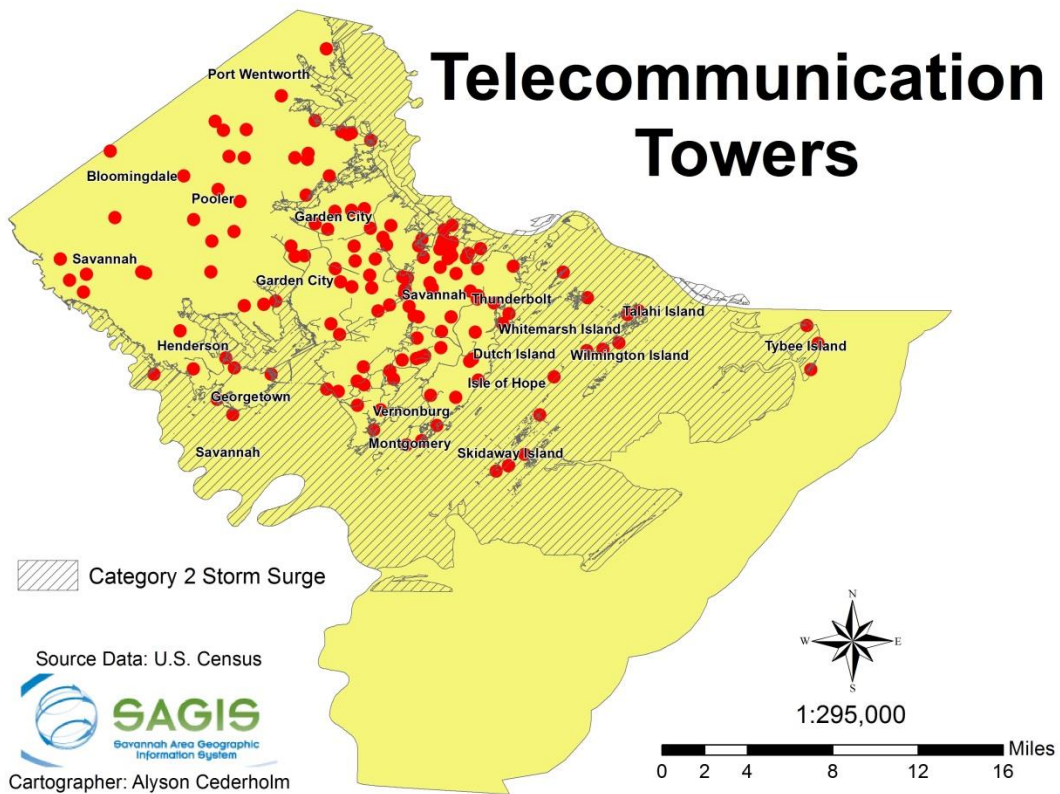 Telecommunication
Towers
Port Wentworth
Bloomingdale
Pooler
Garden City
Savannah
Garden City
Savannah
Thunderbolt
Talahi Island
Whitemarsh Island
Henderson
Dutch Island
Wilmington Island
Tybee Island
Isle of Hope
Georgetown
Vernonburg
Montgomery
Savannah
Skidaway Island
Category 2 Storm Surge
Source Data: U.S. Census
SAGIS
Savannah Area Geographic
Information System
Cartographer: Alyson Cederholm
N
W E
S
1:295,000
Miles
0 2 4 8 12 16